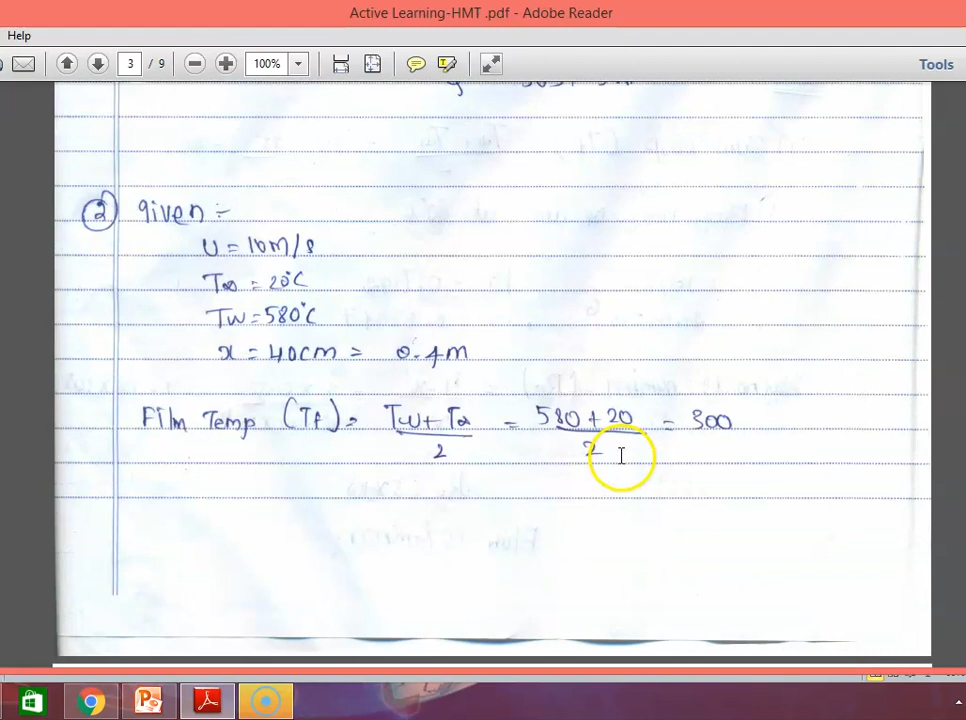 Active Learning-HMT .pdf - Adobe Reader
Help
3 / 9 100% Tools
② given :-
U = 10m/s
T∞ = 20°C
Tw = 580°C
x = 40cm = 0.4m
Film Temp (Tf) = Tw + T∞ / 2 = 580 + 20 / 2 = 300